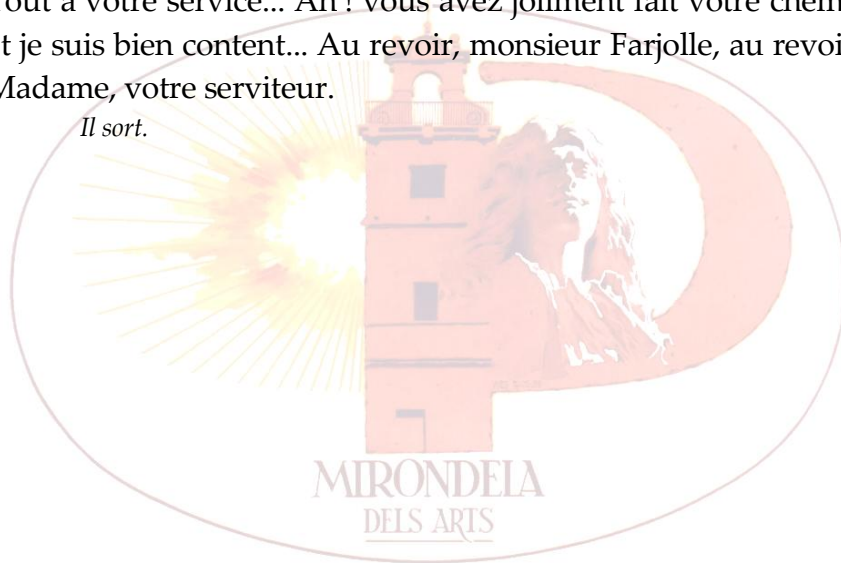 out à votre service... Ah ! vous avez joliment fait votre chem
t je suis bien content... Au revoir, monsieur Farjolle, au revoi
Madame, votre serviteur.
Il sort.
MIRONDELA
DELS ARTS